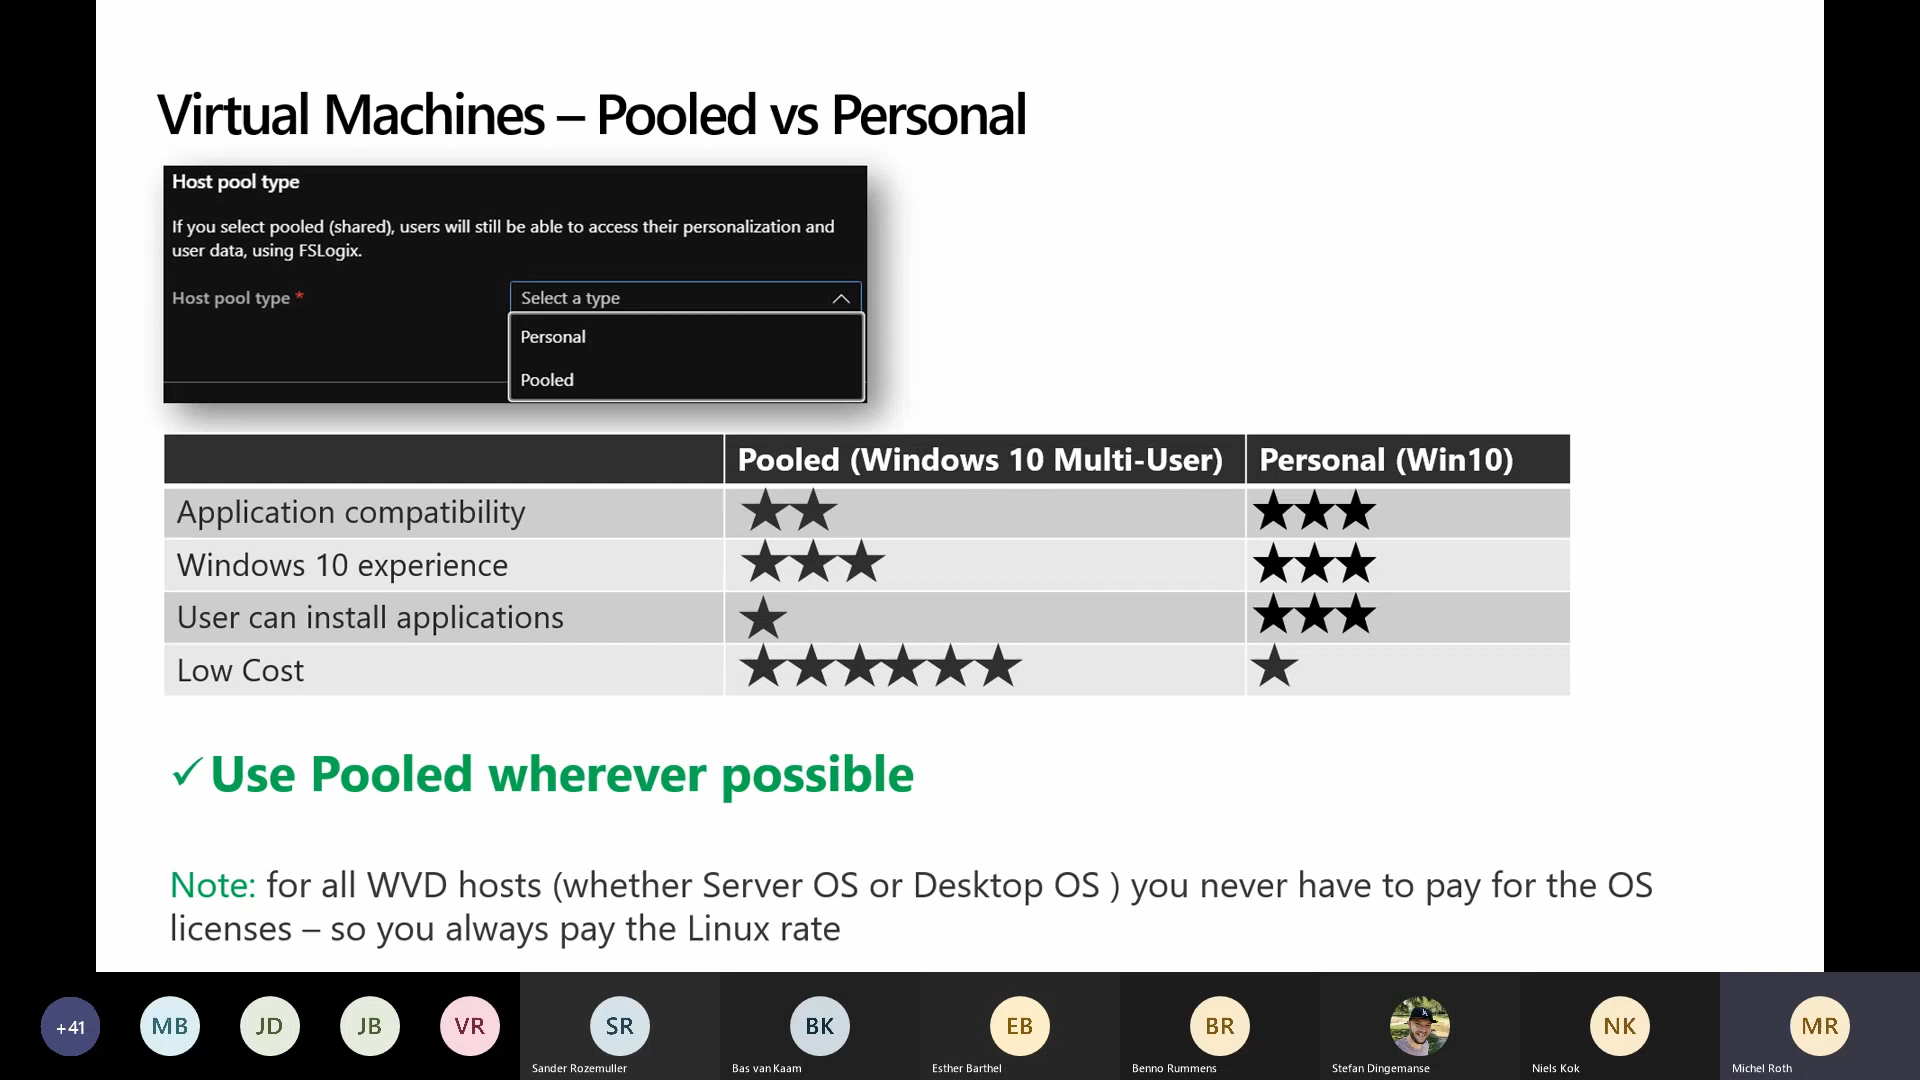 Virtual Machines – Pooled vs Personal
Host pool type
If you select pooled (shared), users will still be able to access their personalization and
user data, using FSLogix.
Host pool type *
Select a type
Personal
Pooled
Pooled (Windows 10 Multi-User) Personal (Win10)
Application compatibility ★★ ★★★
Windows 10 experience ★★★ ★★★
User can install applications ★ ★★★
Low Cost ★★★★★★ ★
✓Use Pooled wherever possible
Note: for all WVD hosts (whether Server OS or Desktop OS ) you never have to pay for the OS
licenses – so you always pay the Linux rate
+41 MB JD JB VR SR BK EB BR NK MR
Sander Rozemuller Bas van Kaam Esther Barthel Benno Rummens Stefan Dingemanse Niels Kok Michel Roth